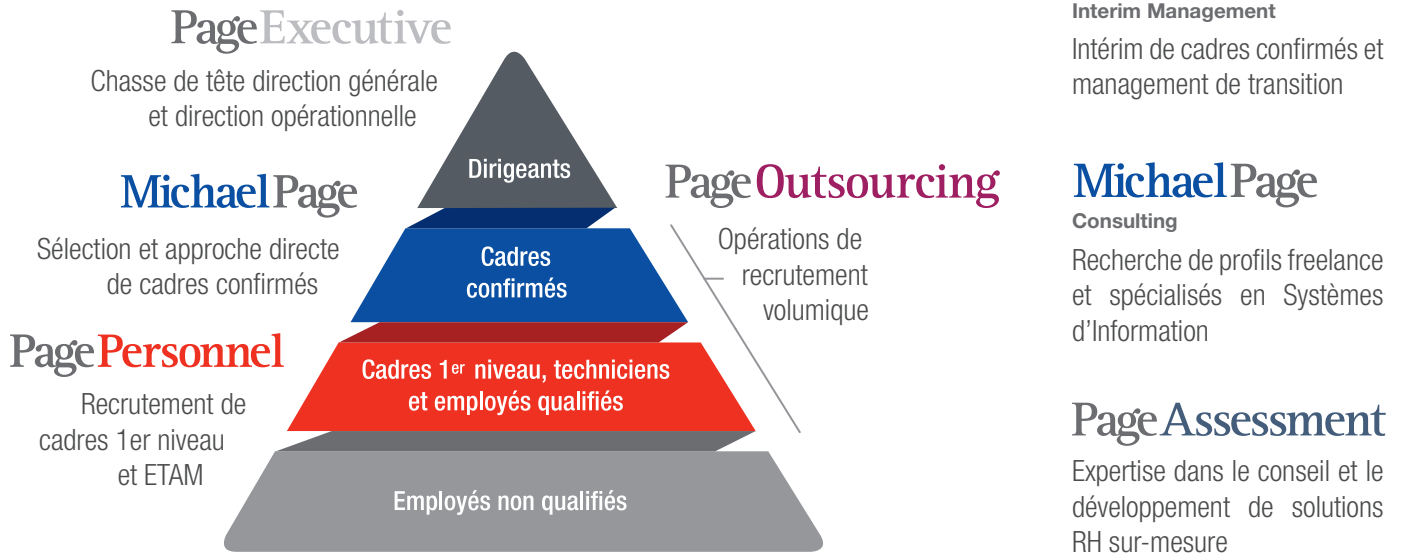 PageExecutive
Chasse de tête direction générale
et direction opérationnelle
MichaelPage
Sélection et approche directe
de cadres confirmés
PagePersonnel
Recrutement de
cadres 1er niveau
et ETAM
Dirigeants
Cadres
confirmés
Cadres 1er niveau, techniciens
et employés qualifiés
Employés non qualifiés
PageOutsourcing
Opérations de
recrutement
volumique
Interim Management
Intérim de cadres confirmés et
management de transition
MichaelPage
Consulting
Recherche de profils freelance
et spécialisés en Systèmes
d’Information
PageAssessment
Expertise dans le conseil et le
développement de solutions
RH sur-mesure